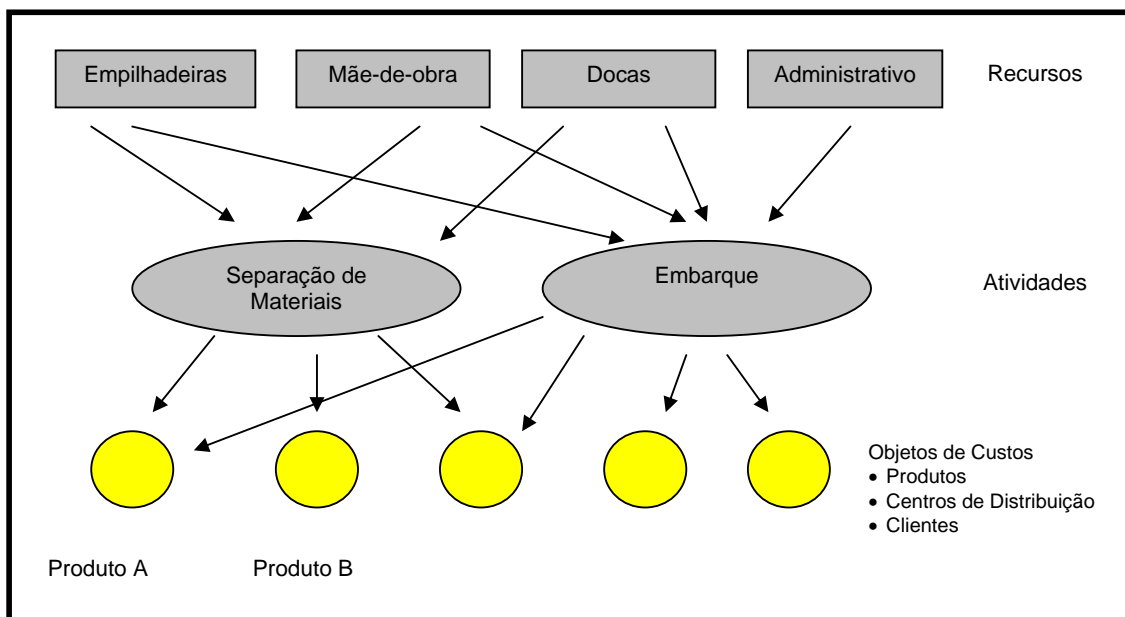 Empilhadeiras
Mãe-de-obra
Docas
Administrativo
Recursos
Separação de
Materiais
Embarque
Atividades
Objetos de Custos
• Produtos
• Centros de Distribuição
• Clientes
Produto A
Produto B